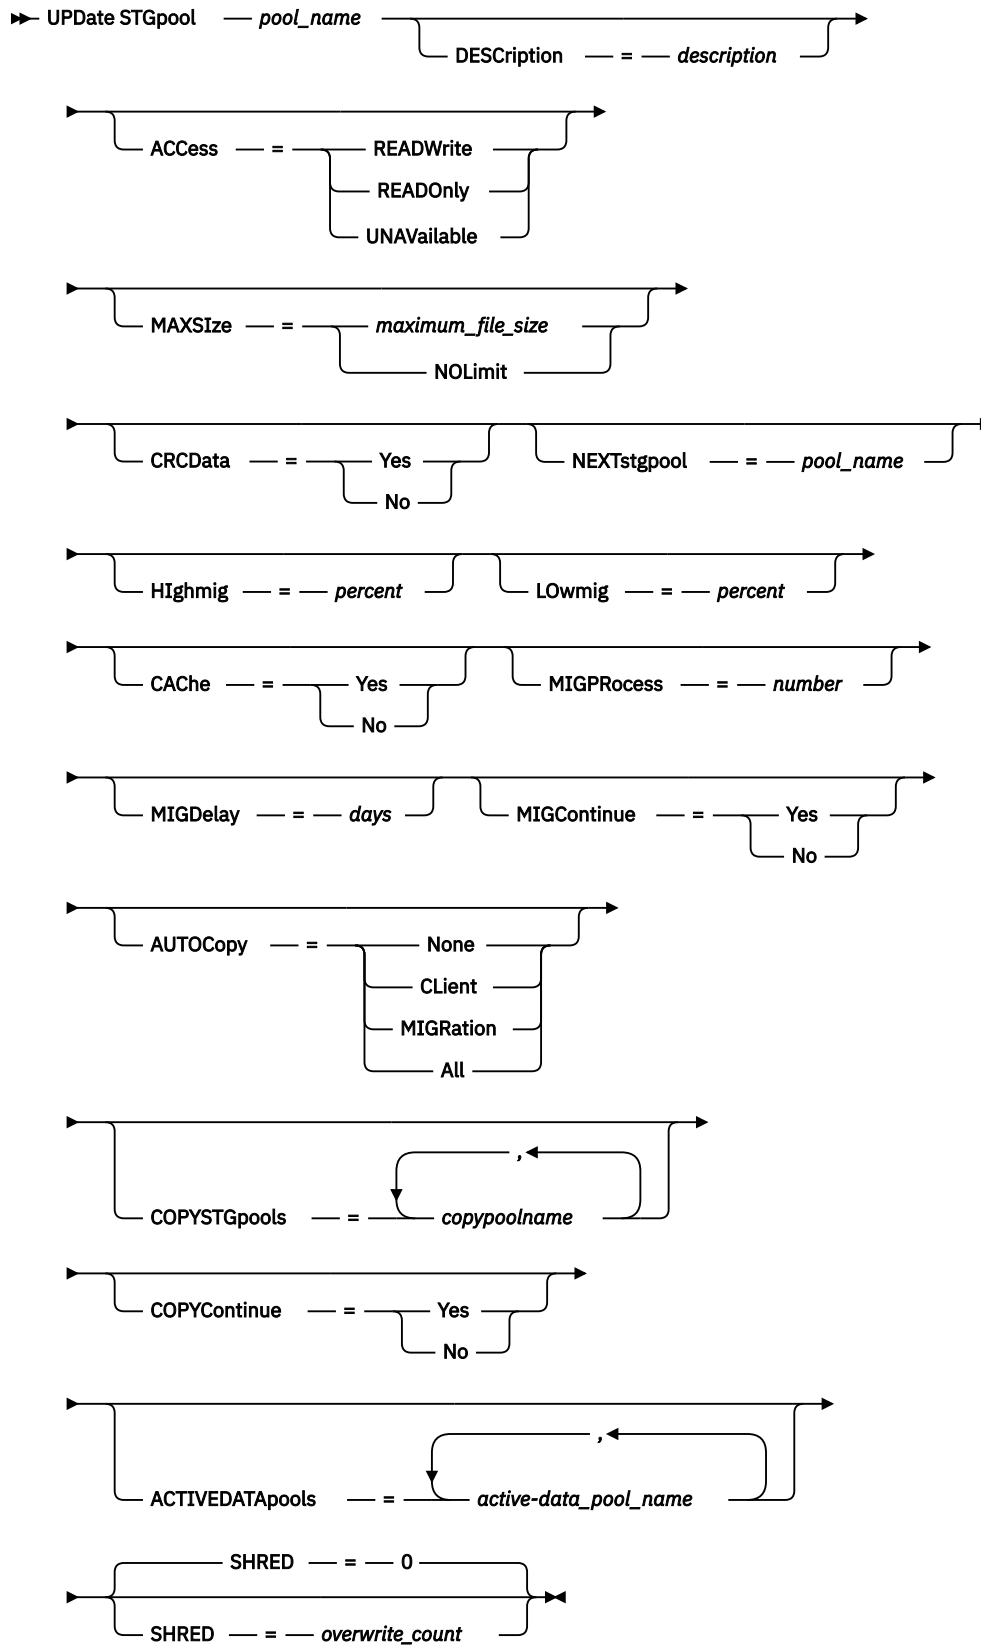 UPDate STGpool pool_name
DESCription = description
ACCess = READWrite
READOnly
UNAVailable
MAXSIze = maximum_file_size
NOLimit
CRCData = Yes NEXTstgpool = pool_name
No
HIghmig = percent LOwmig = percent
CAChe = Yes MIGPRocess = number
No
MIGDelay = days MIGContinue = Yes
No
AUTOCopy = None
CLient
MIGRation
All
,
COPYSTGpools = copypoolname
COPYContinue = Yes
No
,
ACTIVEDATApools = active-data_pool_name
SHRED = 0
SHRED = overwrite_count